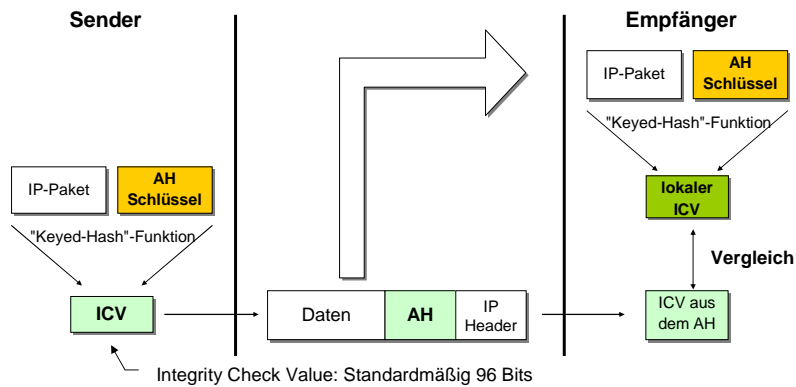 Sender
Empfänger
IP-Paket
AH
Schlüssel
"Keyed-Hash"-Funktion
lokaler
ICV
Vergleich
ICV aus
dem AH
IP-Paket
AH
Schlüssel
"Keyed-Hash"-Funktion
ICV
Daten
AH
IP
Header
Integrity Check Value: Standardmäßig 96 Bits